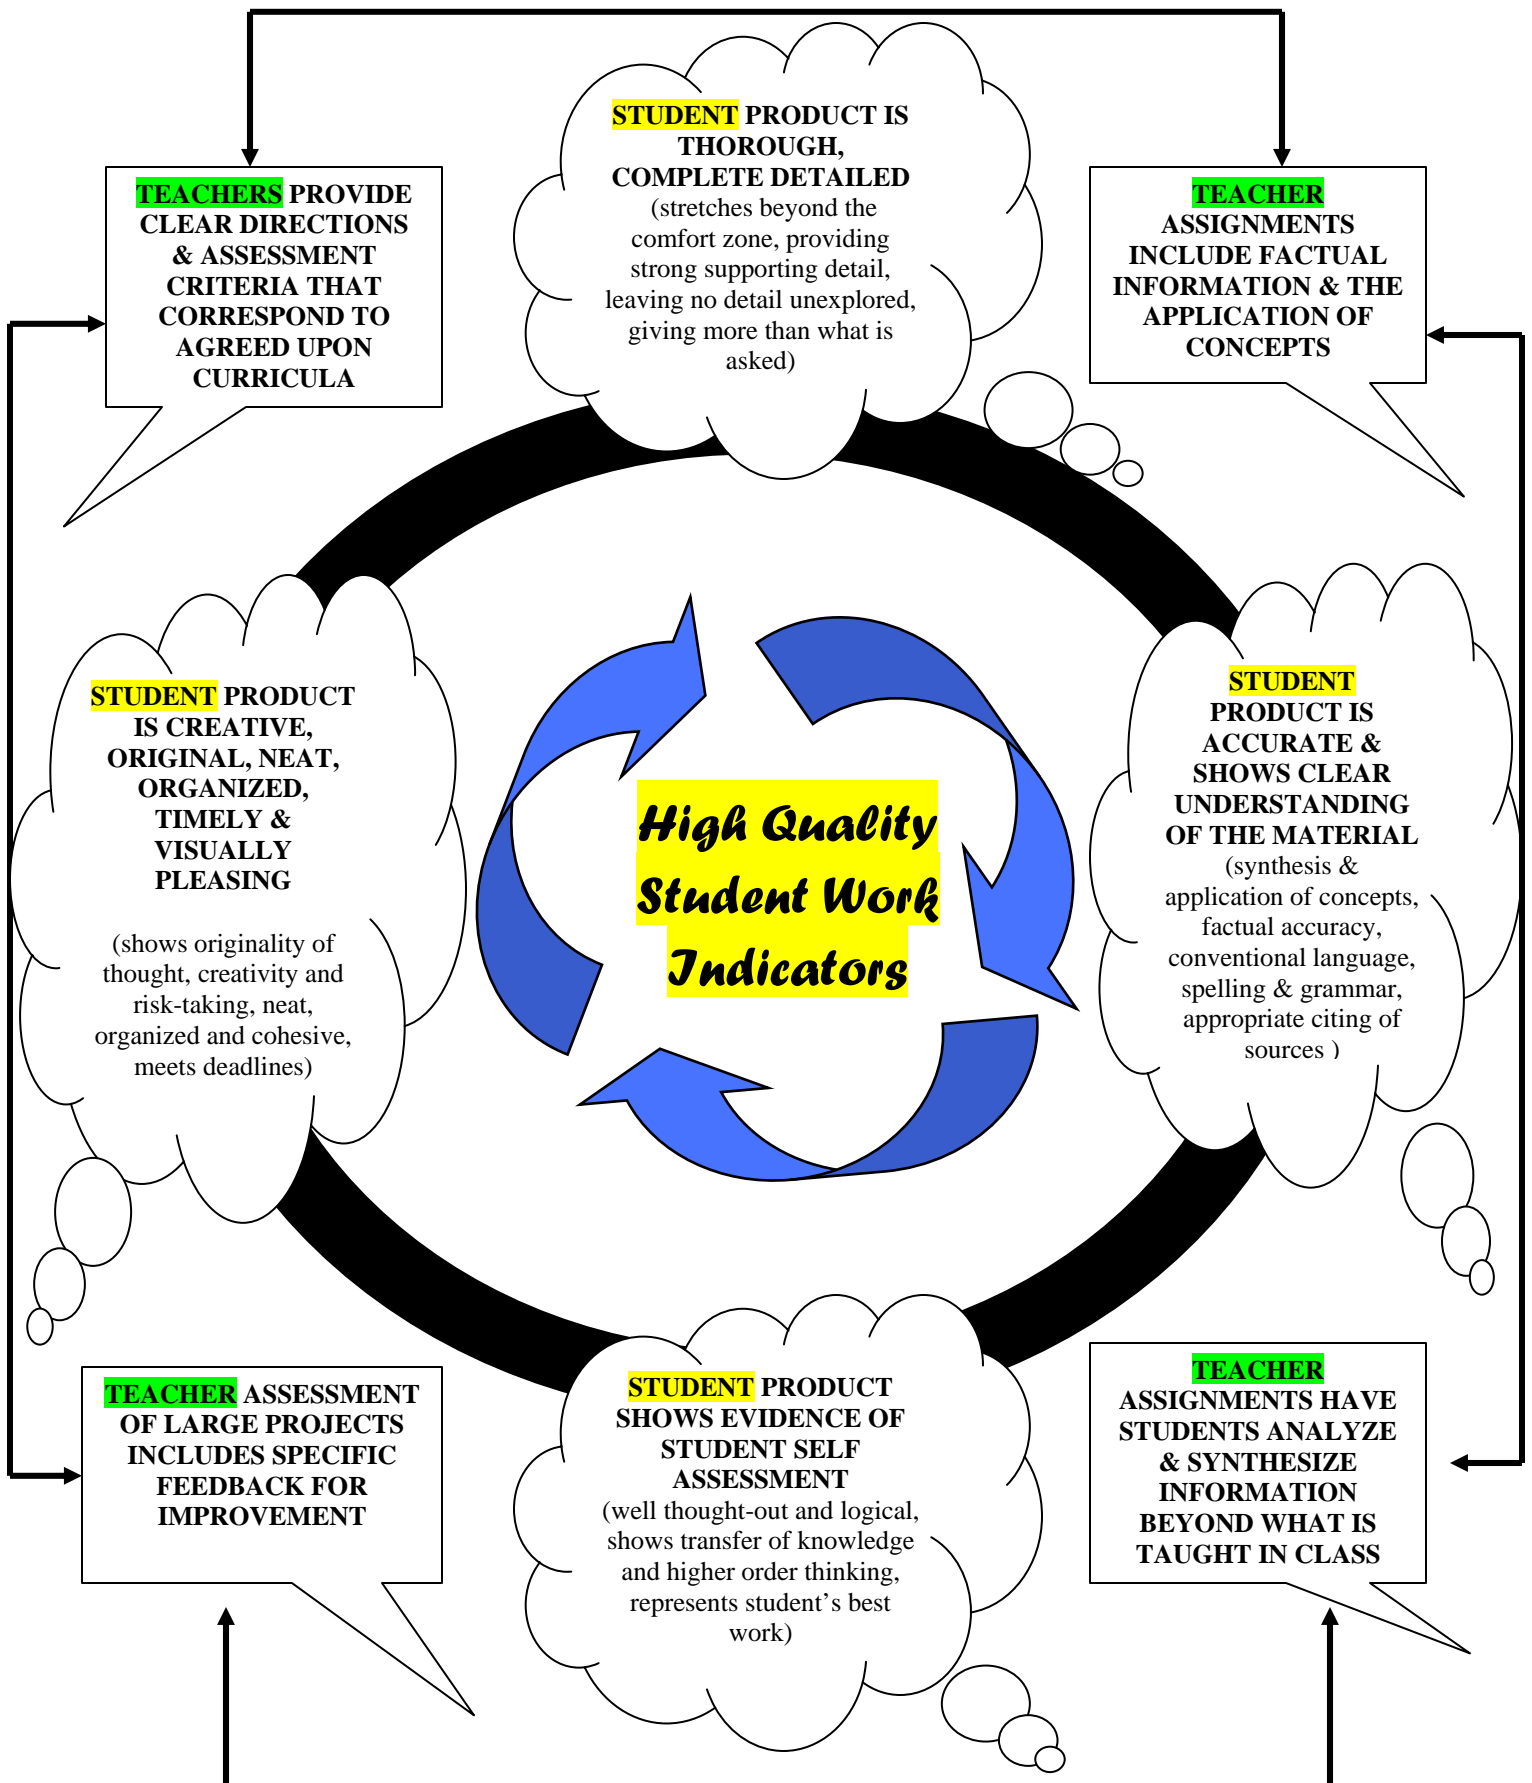 STUDENT PRODUCT IS
THOROUGH,
COMPLETE DETAILED
(stretches beyond the
comfort zone, providing
strong supporting detail,
leaving no detail unexplored,
giving more than what is
asked)
TEACHERS PROVIDE
CLEAR DIRECTIONS
& ASSESSMENT
CRITERIA THAT
CORRESPOND TO
AGREED UPON
CURRICULA
TEACHER
ASSIGNMENTS
INCLUDE FACTUAL
INFORMATION & THE
APPLICATION OF
CONCEPTS
STUDENT PRODUCT
IS CREATIVE,
ORIGINAL, NEAT,
ORGANIZED,
TIMELY &
VISUALLY
PLEASING
(shows originality of
thought, creativity and
risk-taking, neat,
organized and cohesive,
meets deadlines)
High Quality
Student Work
Indicators
STUDENT
PRODUCT IS
ACCURATE &
SHOWS CLEAR
UNDERSTANDING
OF THE MATERIAL
(synthesis &
application of concepts,
factual accuracy,
conventional language,
spelling & grammar,
appropriate citing of
sources )
TEACHER ASSESSMENT
OF LARGE PROJECTS
INCLUDES SPECIFIC
FEEDBACK FOR
IMPROVEMENT
STUDENT PRODUCT
SHOWS EVIDENCE OF
STUDENT SELF
ASSESSMENT
(well thought-out and logical,
shows transfer of knowledge
and higher order thinking,
represents student’s best
work)
TEACHER
ASSIGNMENTS HAVE
STUDENTS ANALYZE
& SYNTHESIZE
INFORMATION
BEYOND WHAT IS
TAUGHT IN CLASS